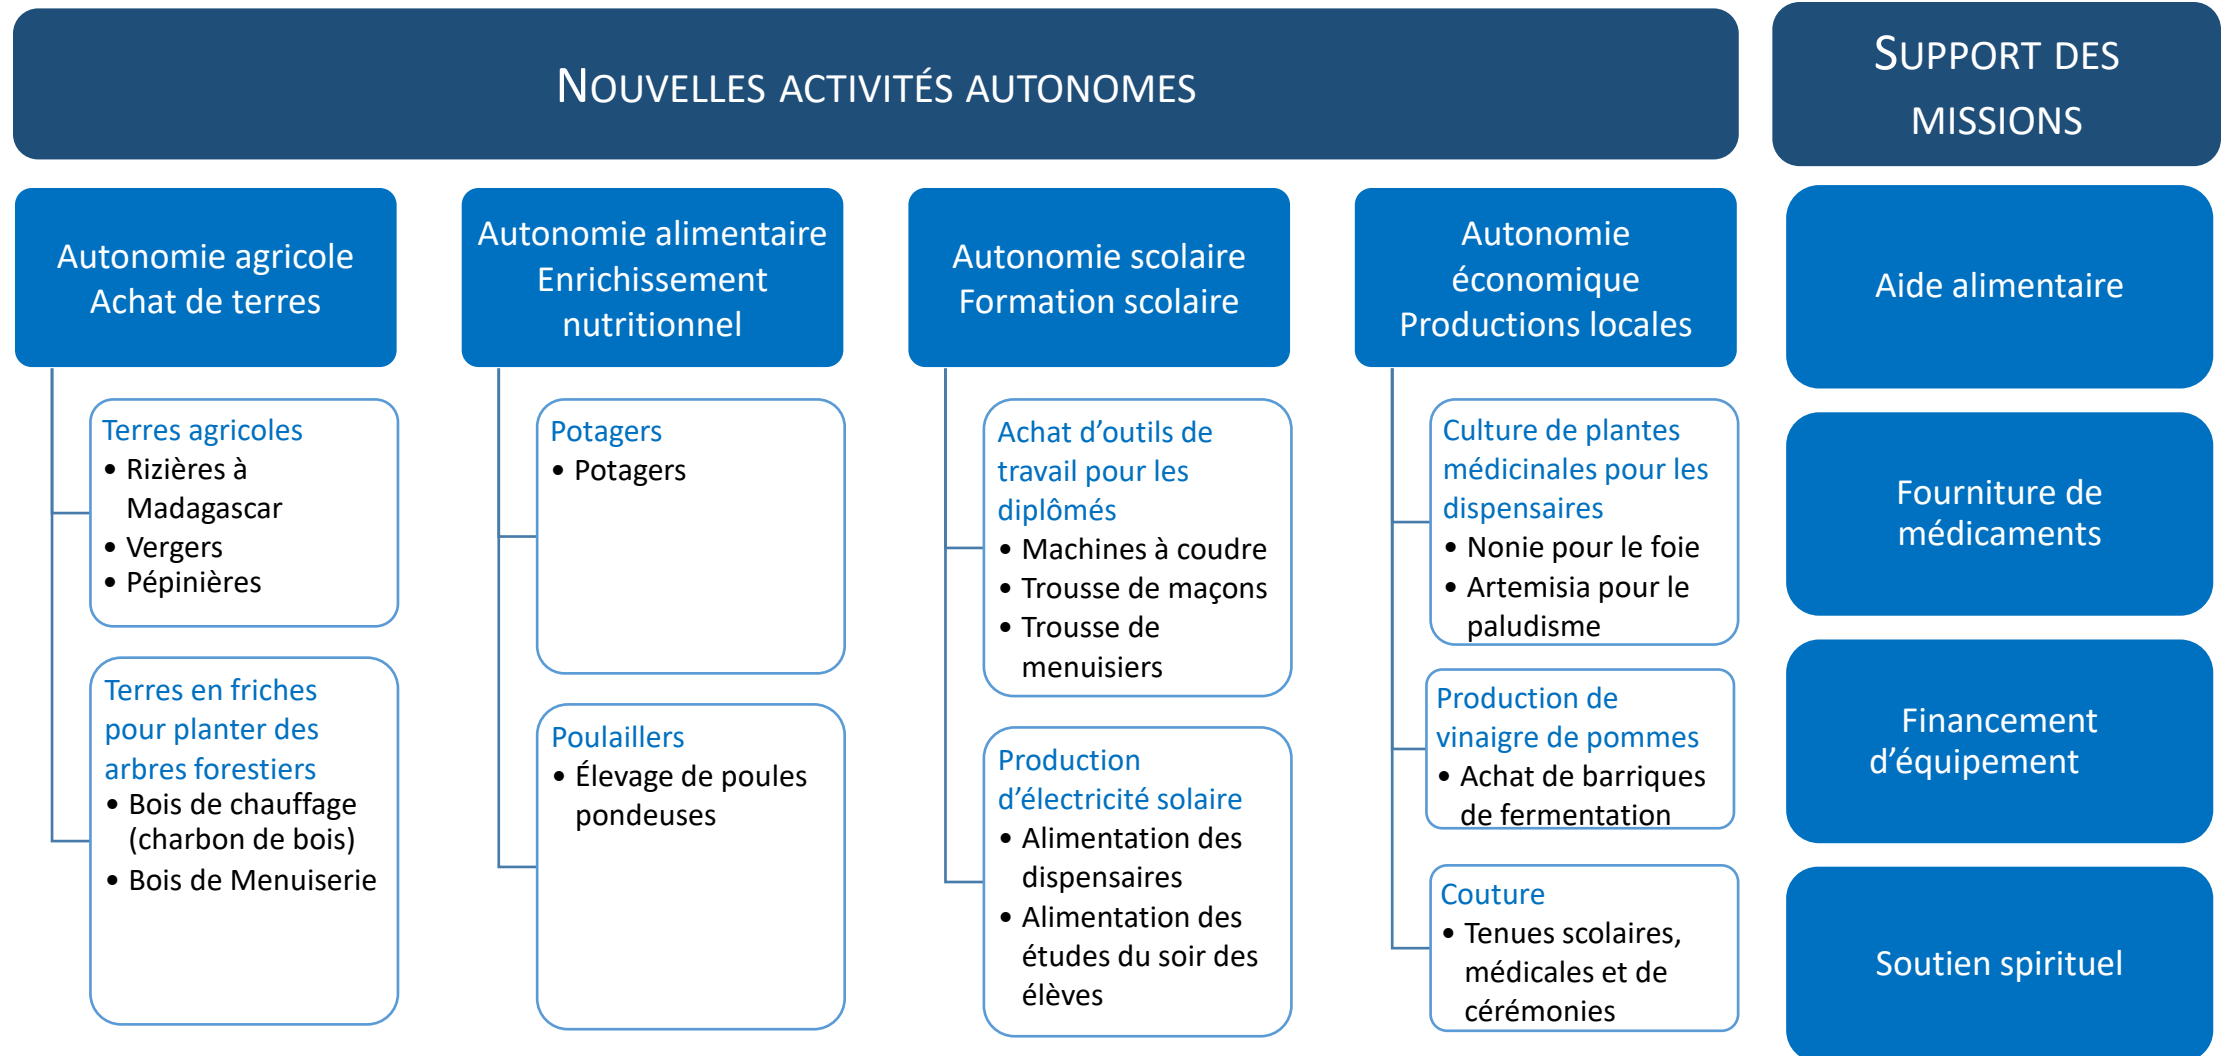 NOUVELLES ACTIVITÉS AUTONOMES
SUPPORT DES
MISSIONS
Autonomie agricole
Achat de terres
Terres agricoles
• Rizières à
Madagascar
• Vergers
• Pépinières
Terres en friches
pour planter des
arbres forestiers
• Bois de chauffage
(charbon de bois)
• Bois de Menuiserie
Autonomie alimentaire
Enrichissement
nutritionnel
Potagers
• Potagers
Poulaillers
• Élevage de poules
pondeuses
Autonomie scolaire
Formation scolaire
Achat d’outils de
travail pour les
diplômés
• Machines à coudre
• Trousse de maçons
• Trousse de
menuisiers
Production
d’électricité solaire
• Alimentation des
dispensaires
• Alimentation des
études du soir des
élèves
Autonomie
économique
Productions locales
Culture de plantes
médicinales pour les
dispensaires
• Nonie pour le foie
• Artemisia pour le
paludisme
Production de
vinaigre de pommes
• Achat de barriques
de fermentation
Couture
• Tenues scolaires,
médicales et de
cérémonies
Aide alimentaire
Fourniture de
médicaments
Financement
d’équipement
Soutien spirituel